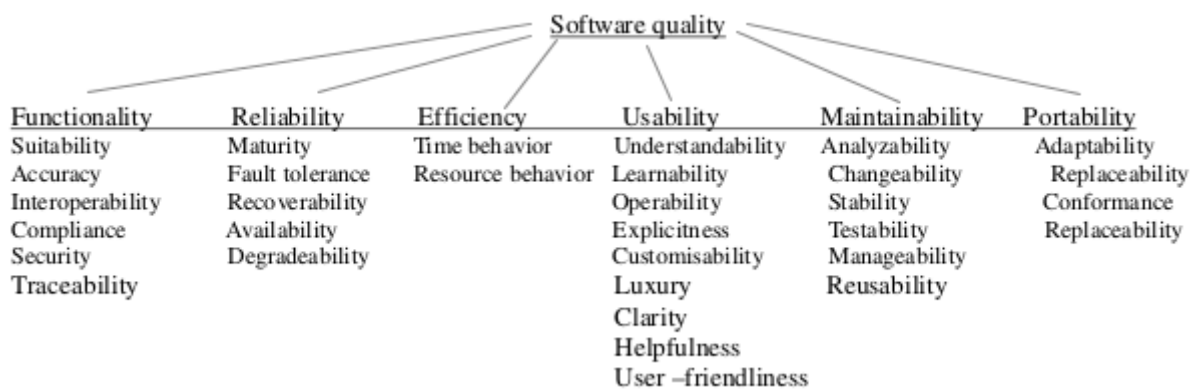 Software quality
Functionality Reliability Efficiency Usability Maintainability Portability
Suitability Maturity Time behavior Understandability Analyzability Adaptability
Accuracy Fault tolerance Resource behavior Learnability Changeability Replaceability
Interoperability Recoverability Operability Stability Conformance
Compliance Availability Explicitness Testability Replaceability
Security Degradeability Customisability Manageability
Traceability Luxury Reusability
Clarity
Helpfulness
User –friendliness